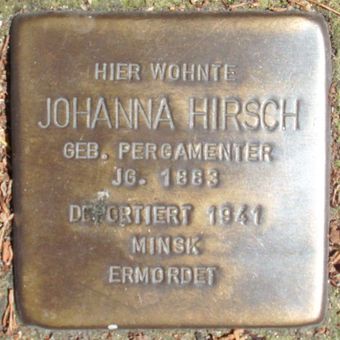 HIER WOHNTE
JOHANNA HIRSCH
GEB. PERGAMENTER
JG. 1883
DEPORTIERT 1941
MINSK
ERMORDET